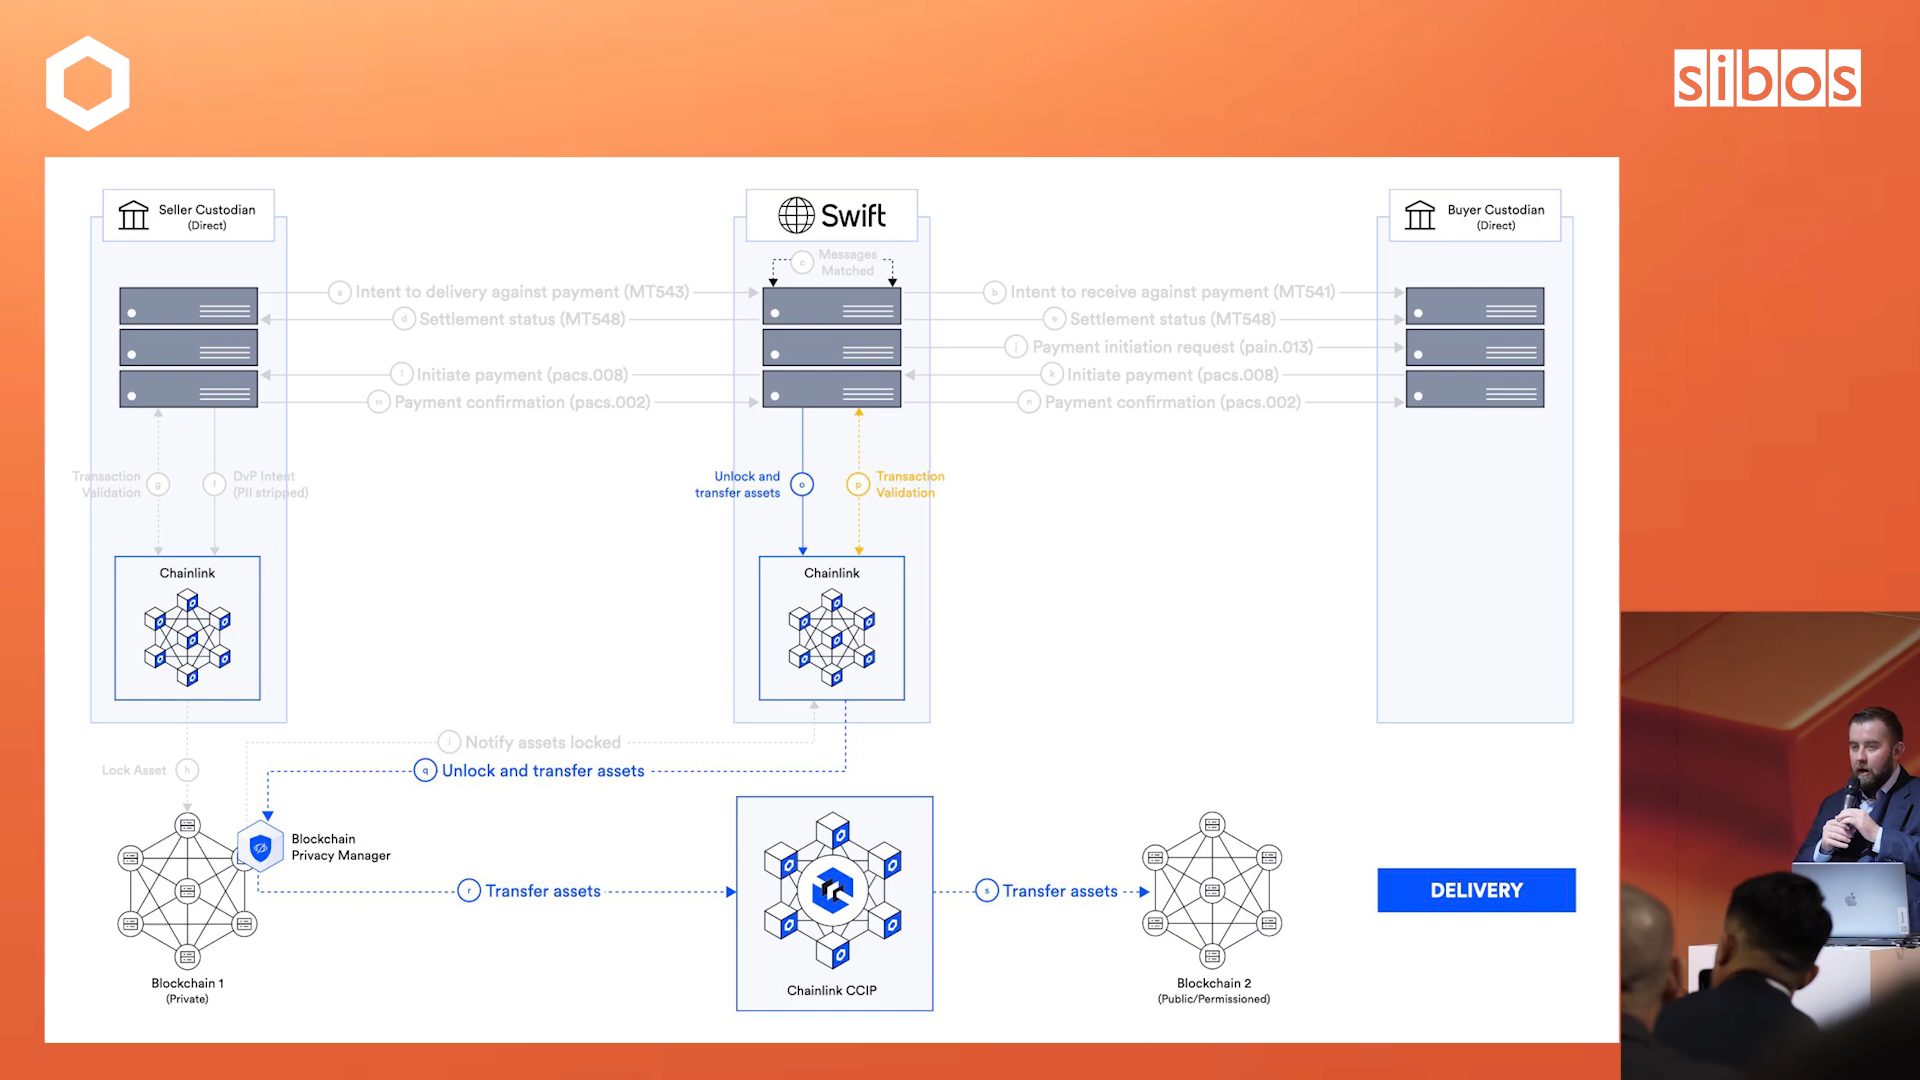 sibos
Seller Custodian
(Direct)
Swift
Buyer Custodian
(Direct)
c
Messages
Matched
a Intent to delivery against payment (MT543)
b Intent to receive against payment (MT541)
d Settlement status (MT548)
e Settlement status (MT548)
j Payment initiation request (pain.013)
l Initiate payment (pacs.008)
k Initiate payment (pacs.008)
m Payment confirmation (pacs.002)
n Payment confirmation (pacs.002)
Transaction
Validation
g
f
DvP Intent
(PII stripped)
Unlock and
transfer assets
o
p
Transaction
Validation
Chainlink
Chainlink
i Notify assets locked
Lock Asset h
q Unlock and transfer assets
Blockchain
Privacy Manager
r Transfer assets
s Transfer assets
DELIVERY
Blockchain 1
(Private)
Chainlink CCIP
Blockchain 2
(Public/Permissioned)